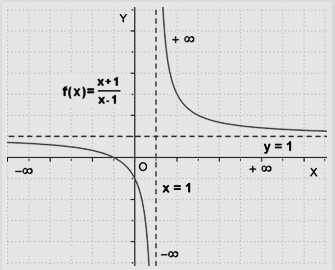 Y
+ ∞
f(x)=x+1/x-1
y = 1
O
−∞
+ ∞
X
x = 1
−∞